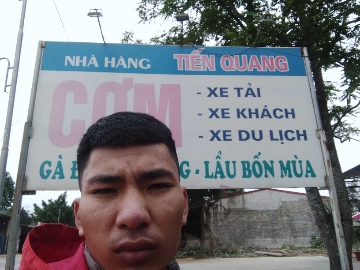 NHÀ HÀNG TIẾN QUANG
CƠM
- XE TẢI
- XE KHÁCH
- XE DU LỊCH
GÀ - LẨU BỐN MÙA